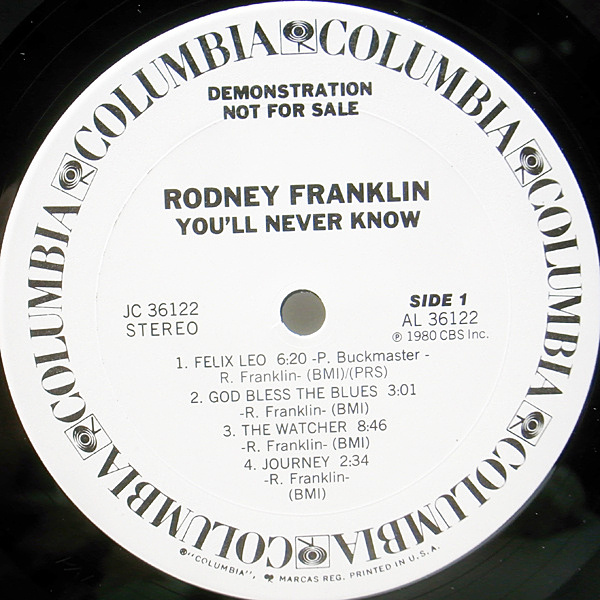 COLUMBIA COLUMBIA COLUMBIA COLUMBIA COLUMBIA COLUMBIA COLUMBIA
DEMONSTRATION
NOT FOR SALE
RODNEY FRANKLIN
YOU'LL NEVER KNOW
JC 36122
STEREO
SIDE 1
AL 36122
℗ 1980 CBS Inc.
1. FELIX LEO 6:20 -P. Buckmaster -
R. Franklin- (BMI)/(PRS)
2. GOD BLESS THE BLUES 3:01
-R. Franklin- (BMI)
3. THE WATCHER 8:46
-R. Franklin- (BMI)
4. JOURNEY 2:34
-R. Franklin-
(BMI)
®"COLUMBIA", MARCAS REG. PRINTED IN U.S.A.